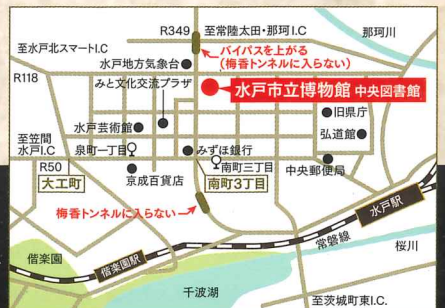 R349
至常陸太田・那珂I.C
那珂川
至水戸北スマートI.C
バイパスを上がる
(梅香トンネルに入らない)
水戸地方気象台
R118
みと文化交流プラザ
水戸市立博物館 中央図書館
旧県庁
水戸芸術館
弘道館
至笠間
水戸I.C
泉町一丁目
みずほ銀行
南町三丁目
中央郵便局
R50
大工町
京成百貨店
南町3丁目
水戸駅
梅香トンネルに入らない
常磐線
桜川
偕楽園
偕楽園駅
千波湖
至茨城町東I.C.